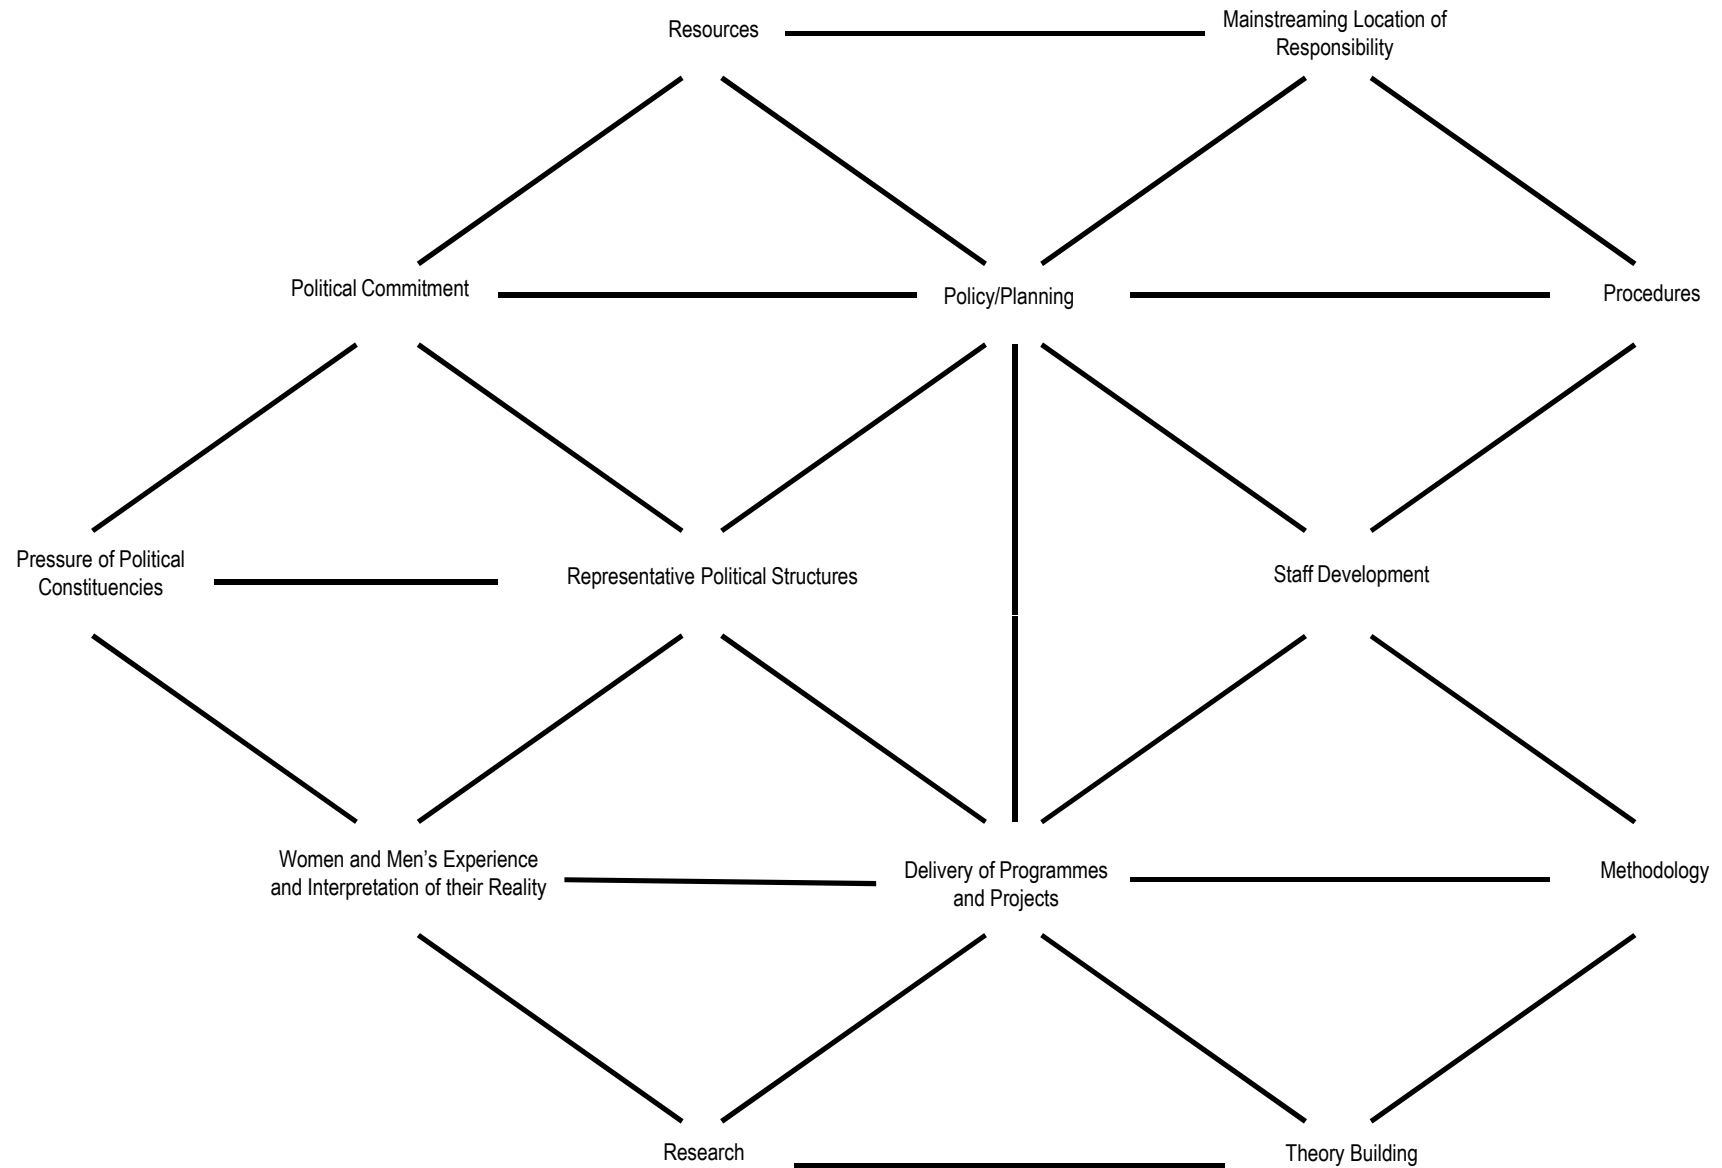 Resources
Mainstreaming Location of
Responsibility
Political Commitment
Policy/Planning
Procedures
Pressure of Political
Constituencies
Representative Political Structures
Staff Development
Women and Men’s Experience
and Interpretation of their Reality
Delivery of Programmes
and Projects
Methodology
Research
Theory Building